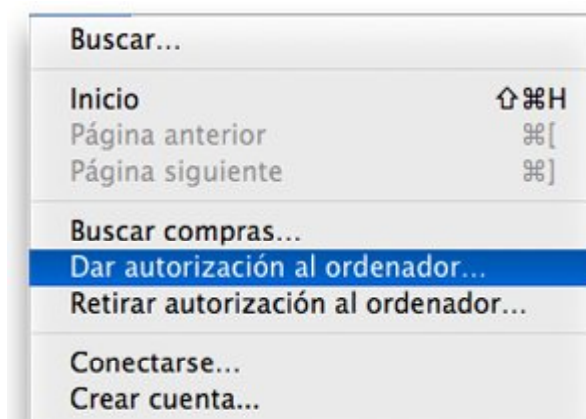 Buscar...
Inicio ⇧⌘H
Página anterior ⌘[
Página siguiente ⌘]
Buscar compras...
Dar autorización al ordenador...
Retirar autorización al ordenador...
Conectarse...
Crear cuenta...